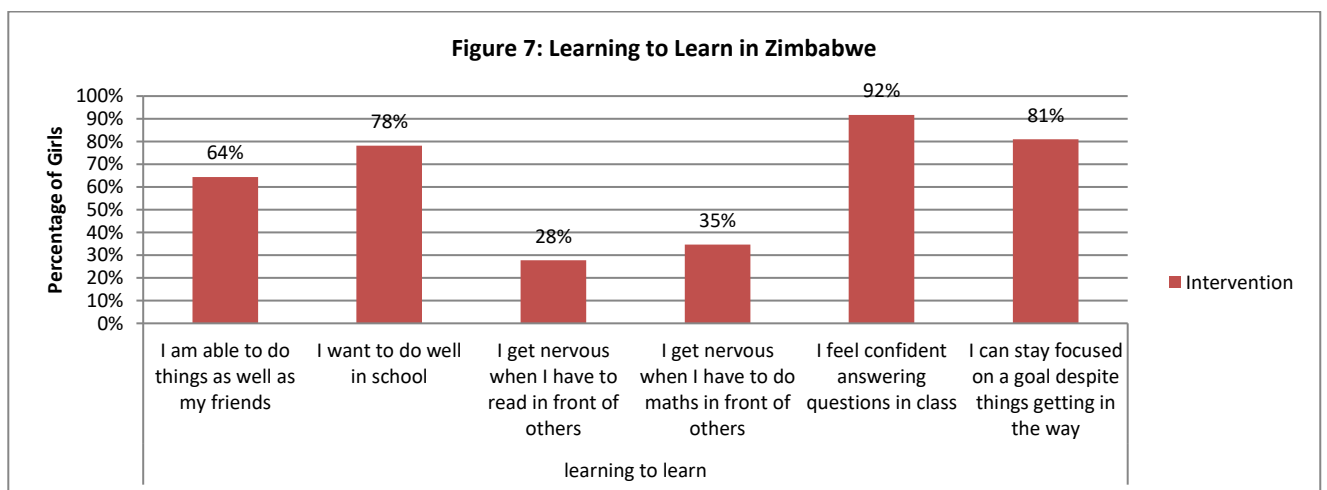 Figure 7: Learning to Learn in Zimbabwe
Percentage of Girls
100%
90%
80%
70%
60%
50%
40%
30%
20%
10%
0%
64%
78%
28%
35%
92%
81%
I am able to do
things as well as
my friends
I want to do well
in school
I get nervous
when I have to
read in front of
others
I get nervous
when I have to do
maths in front of
others
I feel confident
answering
questions in class
I can stay focused
on a goal despite
things getting in
the way
learning to learn
Intervention